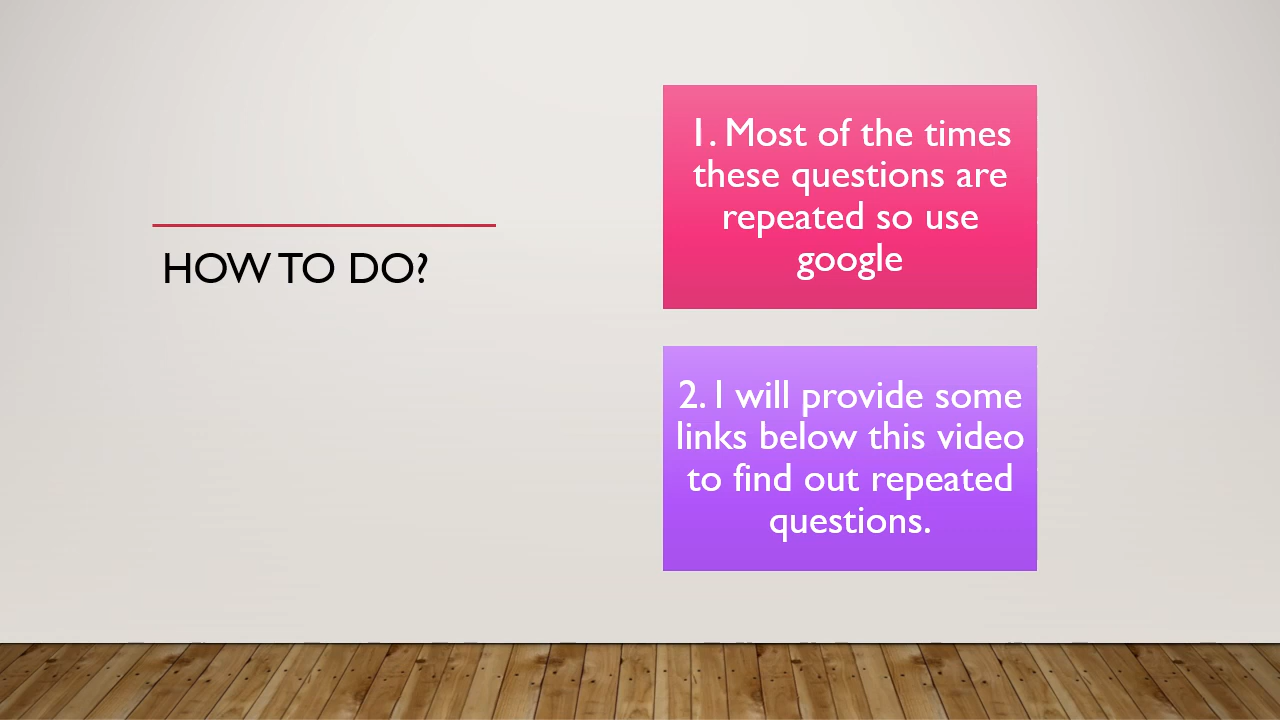 HOW TO DO?
1. Most of the times
these questions are
repeated so use
google
2. I will provide some
links below this video
to find out repeated
questions.